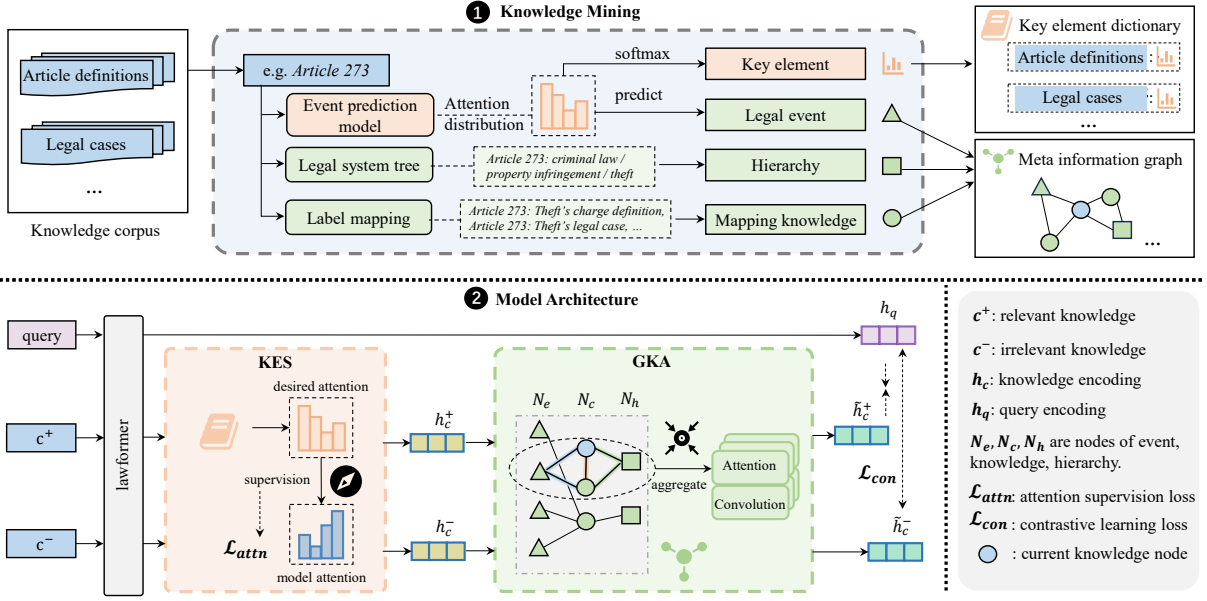 1 Knowledge Mining
Article definitions
Legal cases
...
Knowledge corpus
e.g. Article 273
Event prediction
model
Attention
distribution
softmax
predict
Key element
Legal event
Legal system tree
Article 273: criminal law /
property infringement / theft
Hierarchy
Label mapping
Article 273: Theft's charge definition,
Article 273: Theft's legal case, ...
Mapping knowledge
Key element dictionary
Article definitions :
Legal cases :
...
Meta information graph
...
2 Model Architecture
query
c⁺
c⁻
lawformer
KES
desired attention
supervision
𝓛attn
model attention
h_c⁺
h_c⁻
GKA
N_e N_c N_h
aggregate
Attention
Convolution
h_q
h̃_c⁺
𝓛con
h̃_c⁻
c⁺: relevant knowledge
c⁻: irrelevant knowledge
h_c: knowledge encoding
h_q: query encoding
N_e, N_c, N_h are nodes of event,
knowledge, hierarchy.
𝓛attn: attention supervision loss
𝓛con : contrastive learning loss
: current knowledge node